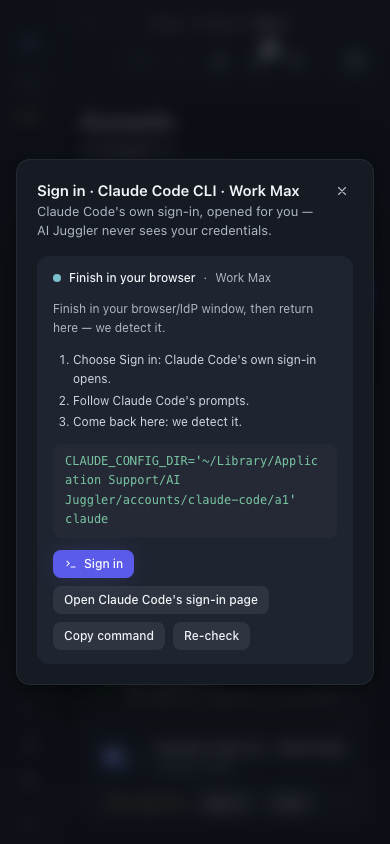 Sign in · Claude Code CLI · Work Max
Claude Code's own sign-in, opened for you —
AI Juggler never sees your credentials.
Finish in your browser · Work Max
Finish in your browser/IdP window, then return
here — we detect it.
1. Choose Sign in: Claude Code's own sign-in
opens.
2. Follow Claude Code's prompts.
3. Come back here: we detect it.
CLAUDE_CONFIG_DIR='~/Library/Applic
ation Support/AI
Juggler/accounts/claude-code/a1'
claude
Sign in
Open Claude Code's sign-in page
Copy command
Re-check